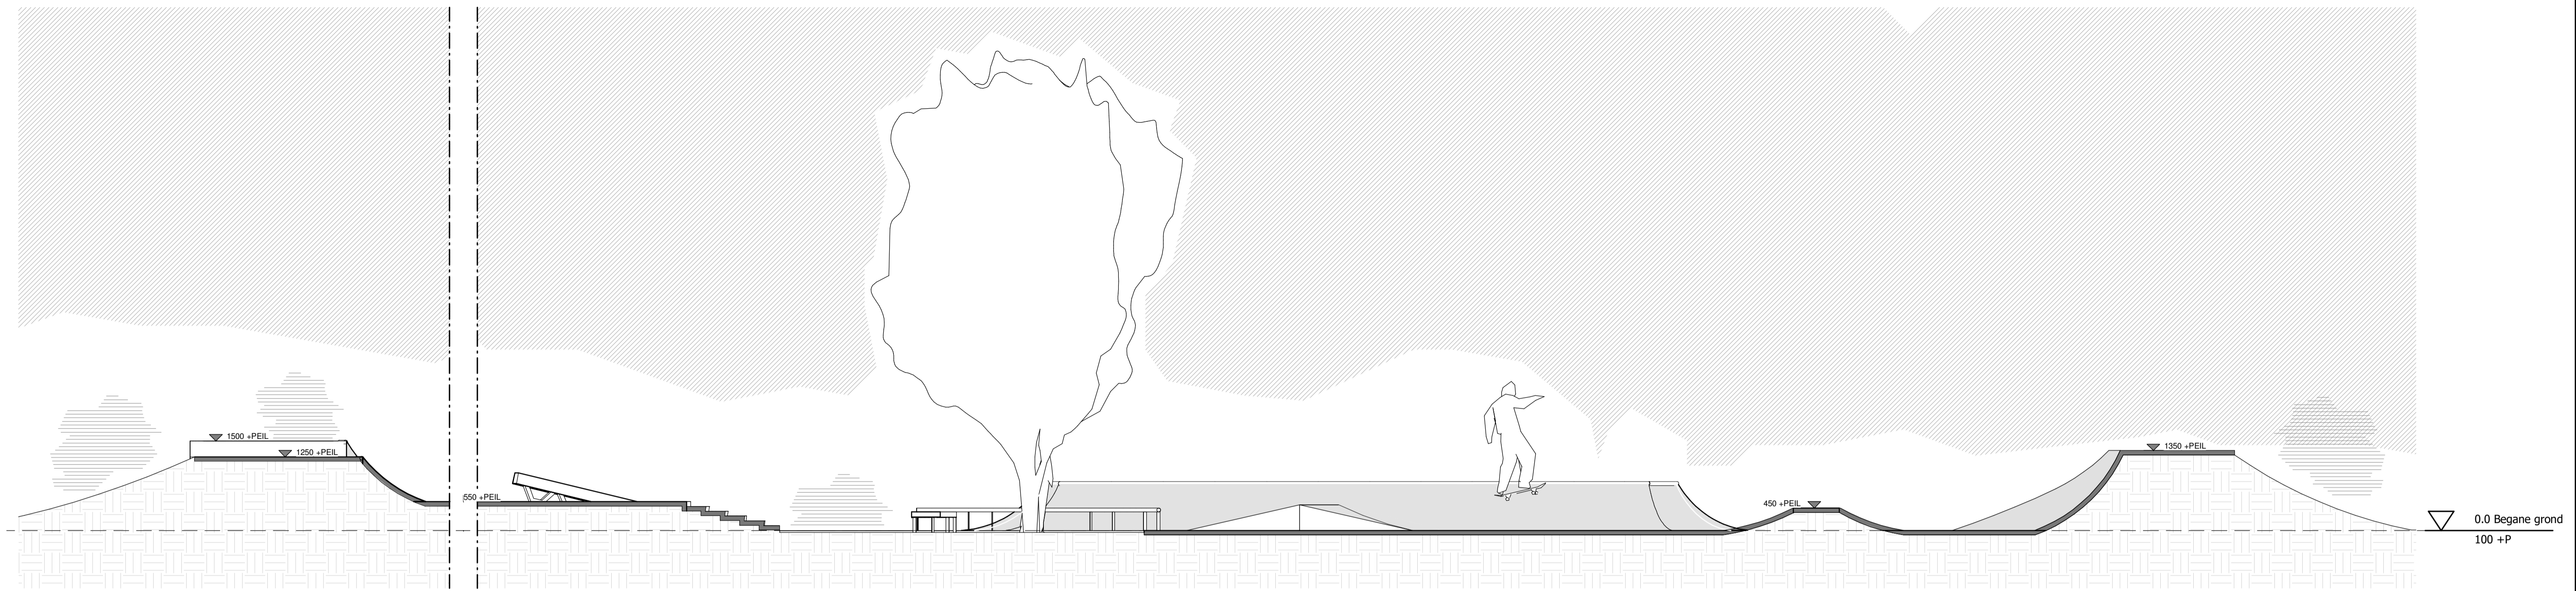 1500 +PEIL
1250 +PEIL
550 +PEIL
450 +PEIL
1350 +PEIL
0.0 Begane grond
100 +P